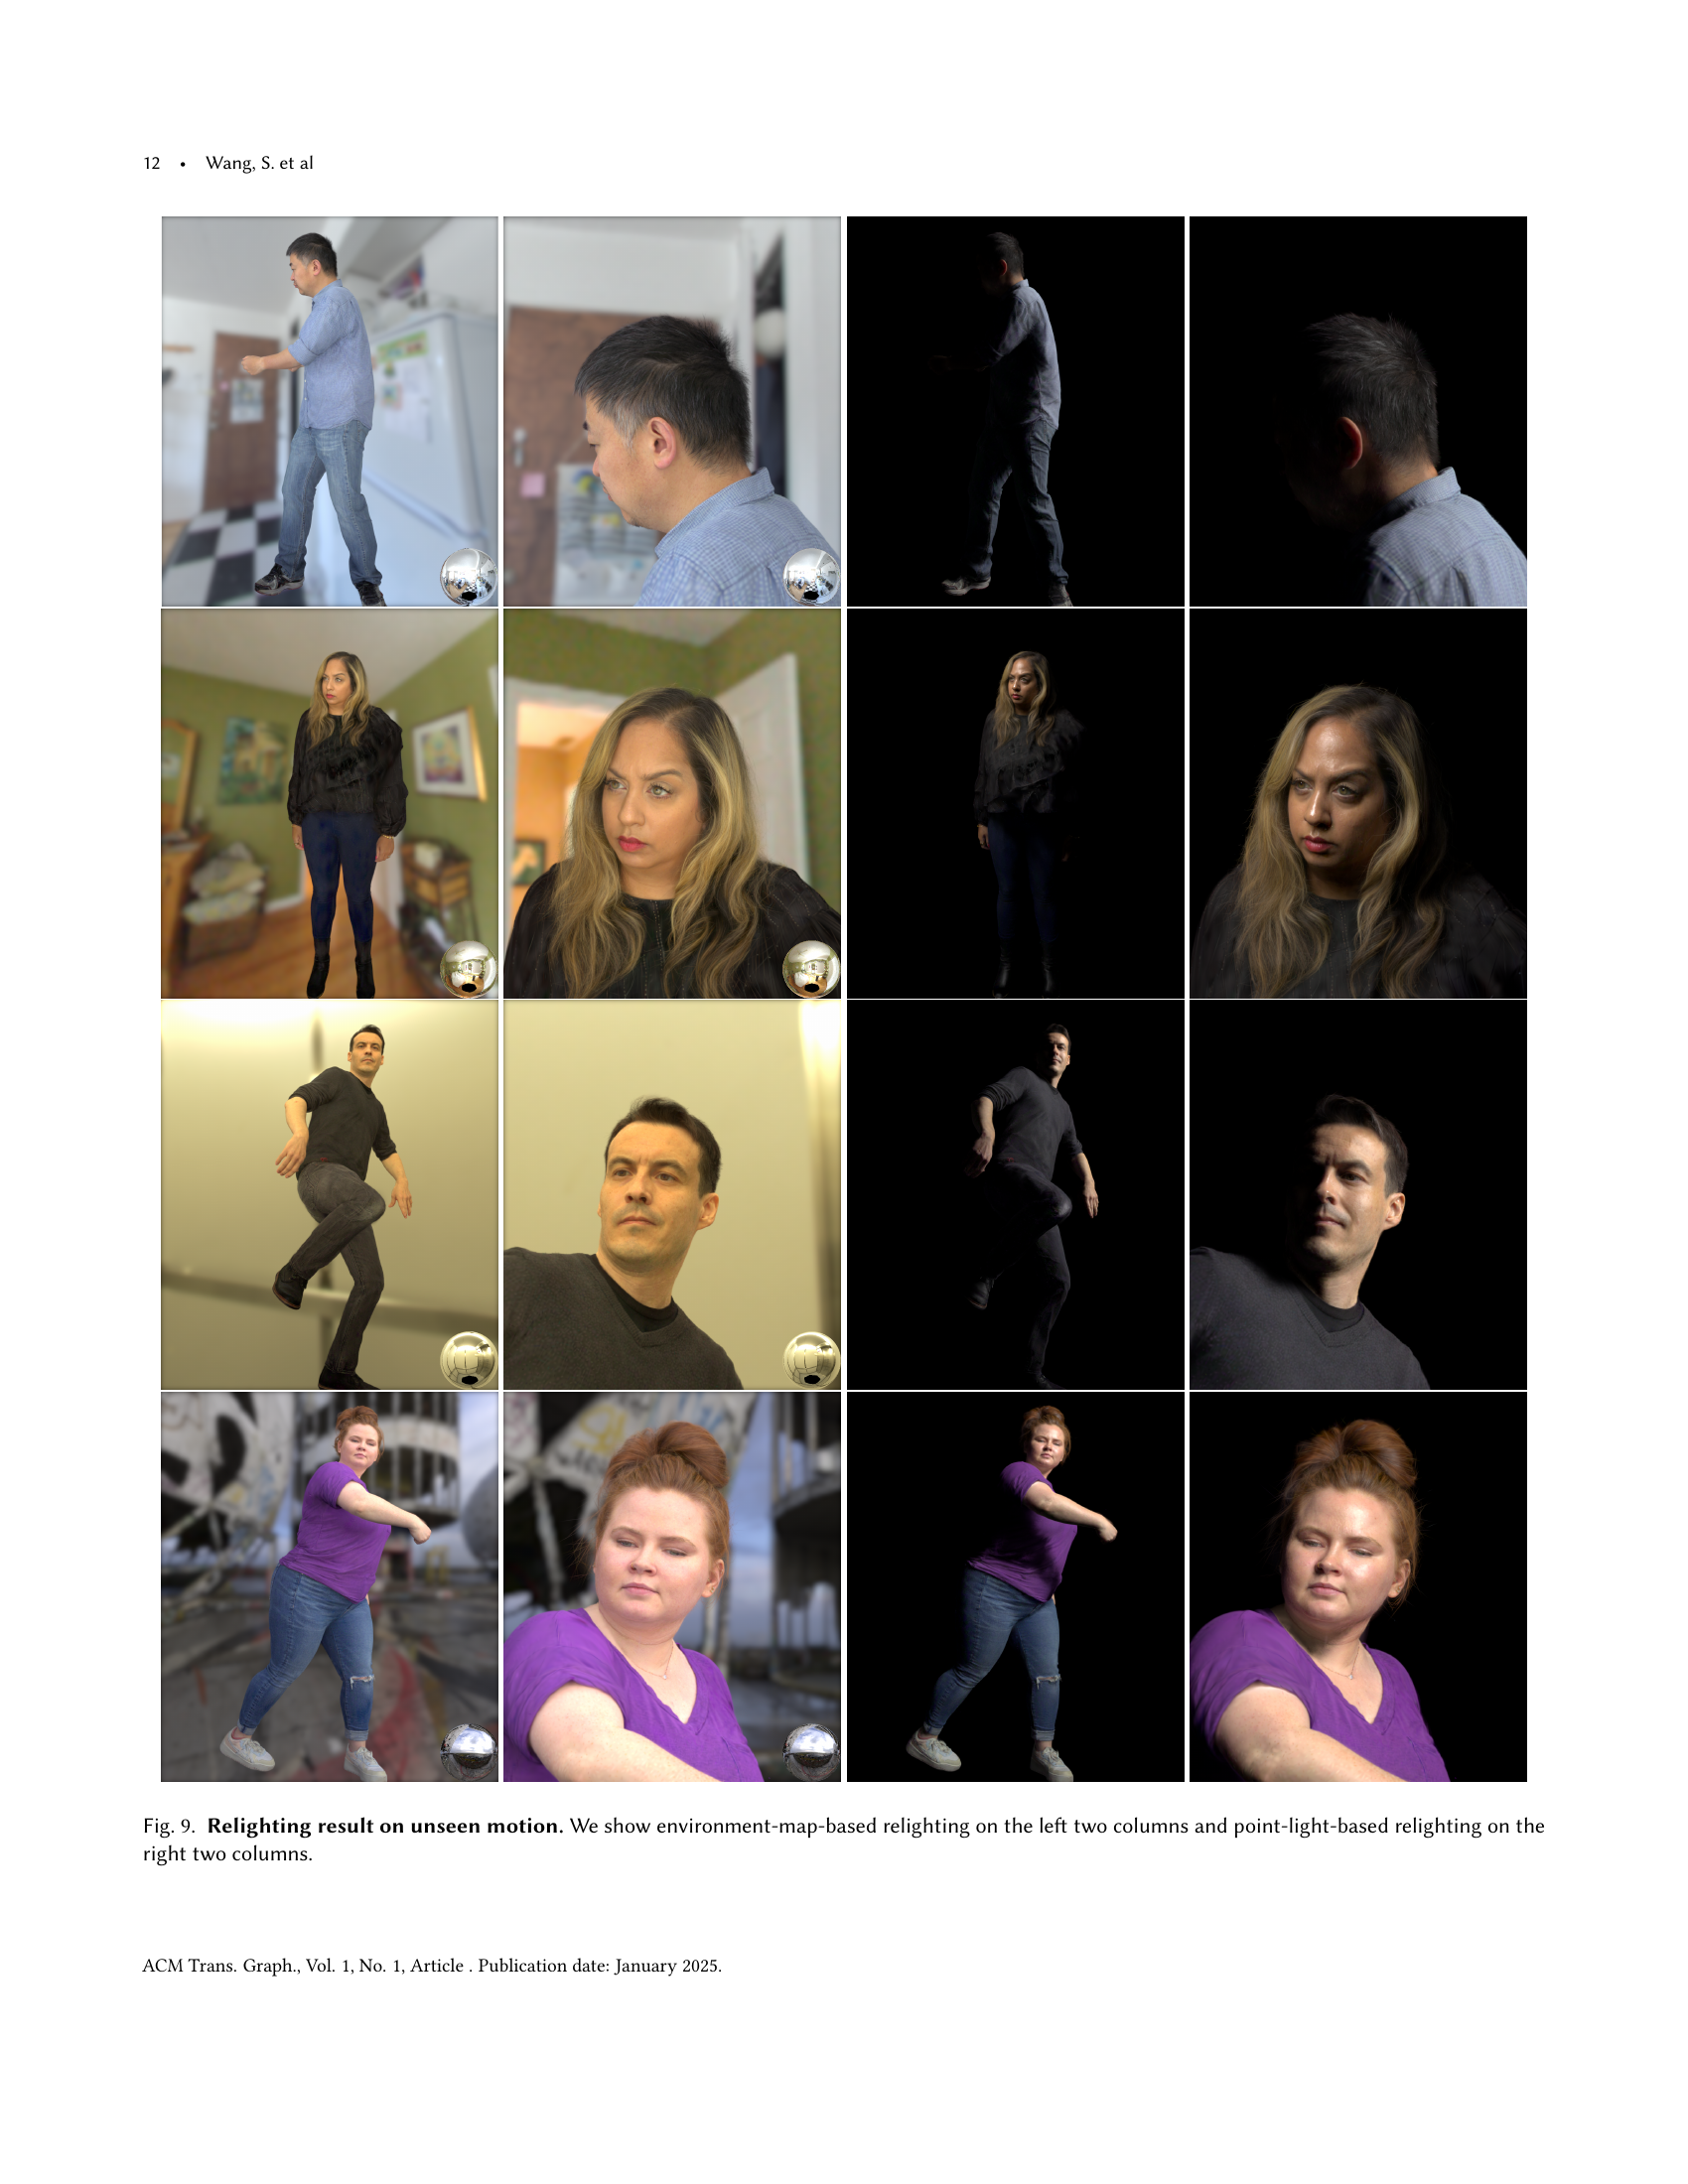 12 • Wang, S. et al
Fig. 9. Relighting result on unseen motion. We show environment-map-based relighting on the left two columns and point-light-based relighting on the
right two columns.
ACM Trans. Graph., Vol. 1, No. 1, Article . Publication date: January 2025.